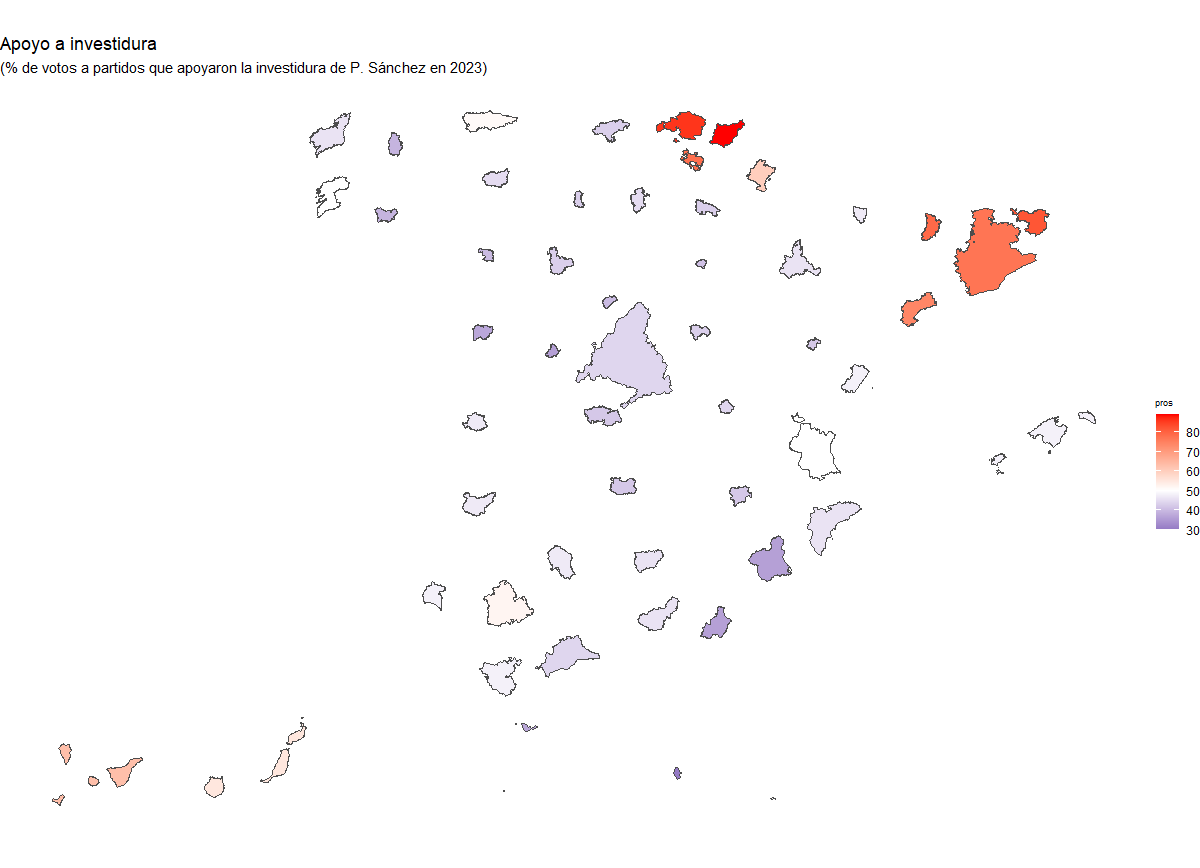 Apoyo a investidura
(% de votos a partidos que apoyaron la investidura de P. Sánchez en 2023)
pros
80
70
60
50
40
30